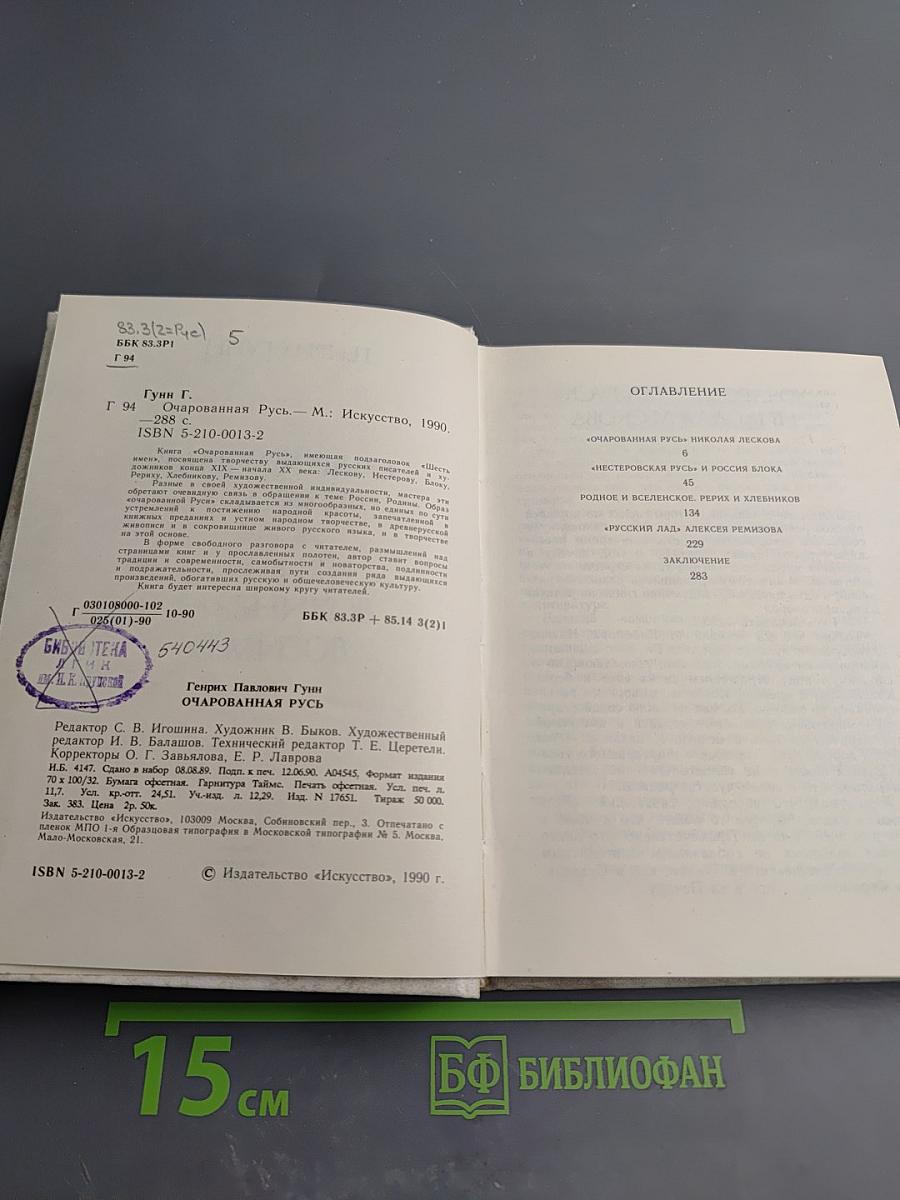 83.3(2=Рус) 5
ББК 83.3Р1
Г 94
Гунн Г.
Г 94 Очарованная Русь.— М.: Искусство, 1990.
—288 с.
ISBN 5-210-0013-2
Книга «Очарованная Русь», имеющая подзаголовок «Шесть
имен», посвящена творчеству выдающихся русских писателей и ху-
дожников конца XIX — начала XX века: Лескову, Нестерову, Блоку,
Рериху, Хлебникову, Ремизову.
Разные в своей художественной индивидуальности, мастера эти
обретают очевидную связь в обращении к теме России, Родины. Образ
«очарованной Руси» складывается из многообразных, но единых по сути
устремлений к постижению народной красоты, запечатленной в
книжных преданиях и устном народном творчестве, в древнерусской
живописи и в сокровищнице живого русского языка, и в творчестве
на этой основе.
В форме свободного разговора с читателем, размышлений над
страницами книг и у прославленных полотен, автор ставит вопросы
традиции и современности, самобытности и новаторства, подлинности
и подражательности, прослеживая пути создания ряда выдающихся
произведений, обогативших русскую и общечеловеческую культуру.
Книга будет интересна широкому кругу читателей.
Г 030108000-102 10-90 ББК 83.3Р + 85.14 3(2)1
025(01)-90
БИБЛИОТЕКА
им. Н. К. Крупской
540443
Генрих Павлович Гунн
ОЧАРОВАННАЯ РУСЬ
Редактор С. В. Игошина. Художник В. Быков. Художественный
редактор И. В. Балашов. Технический редактор Т. Е. Церетели.
Корректоры О. Г. Завьялова, Е. Р. Лаврова
И.Б. 4147. Сдано в набор 08.08.89. Подп. к печ. 12.06.90. А04545, Формат издания
70 х 100/32. Бумага офсетная. Гарнитура Таймс. Печать офсетная. Усл. печ. л.
11,7. Усл. кр.-отт. 24,51. Уч.-изд. л. 12,29. Изд. N 17651. Тираж 50 000.
Зак. 383. Цена 2р. 50к.
Издательство «Искусство», 103009 Москва, Собиновский пер., 3. Отпечатано с
пленок МПО 1-я Образцовая типография в Московской типографии № 5. Москва,
Мало-Московская, 21.
ISBN 5-210-0013-2 © Издательство «Искусство», 1990 г.
ОГЛАВЛЕНИЕ
«ОЧАРОВАННАЯ РУСЬ» НИКОЛАЯ ЛЕСКОВА
6
«НЕСТЕРОВСКАЯ РУСЬ» И РОССИЯ БЛОКА
45
РОДНОЕ И ВСЕЛЕНСКОЕ. РЕРИХ И ХЛЕБНИКОВ
134
«РУССКИЙ ЛАД» АЛЕКСЕЯ РЕМИЗОВА
229
ЗАКЛЮЧЕНИЕ
283
15 см
БФ БИБЛИОФАН